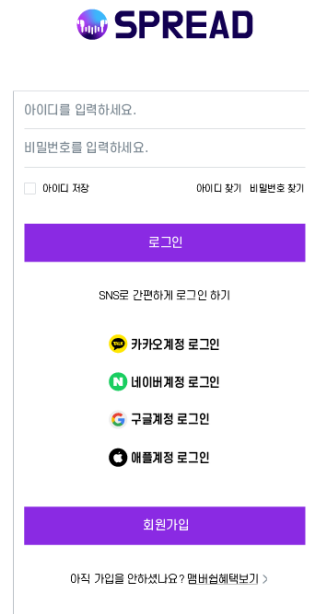 SPREAD
아이디를 입력하세요.
비밀번호를 입력하세요.
아이디 저장 아이디 찾기 비밀번호 찾기
로그인
SNS로 간편하게 로그인 하기
TALK 카카오계정 로그인
N 네이버계정 로그인
G 구글계정 로그인
애플계정 로그인
회원가입
아직 가입을 안하셨나요? 맴버쉽혜택보기 >